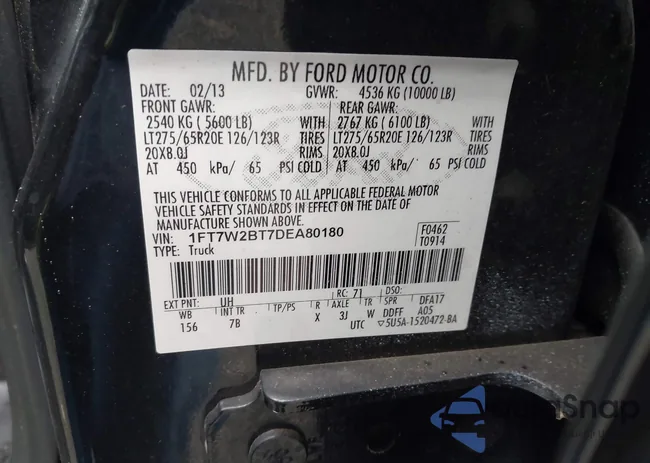 MFD. BY FORD MOTOR CO.
DATE: 02/13 GVWR: 4536 KG (10000 LB)
FRONT GAWR: REAR GAWR:
2540 KG ( 5600 LB) WITH 2767 KG ( 6100 LB) WITH
LT275/65R20E 126/123R TIRES LT275/65R20E 126/123R TIRES
20X8.0J RIMS 20X8.0J RIMS
AT 450 kPa/ 65 PSI COLD AT 450 kPa/ 65 PSI COLD
THIS VEHICLE CONFORMS TO ALL APPLICABLE FEDERAL MOTOR
VEHICLE SAFETY STANDARDS IN EFFECT ON THE DATE OF
MANUFACTURE SHOWN ABOVE.
VIN: 1FT7W2BT7DEA80180 F0462
TYPE: Truck T0914
EXT PNT: UH RC: 71 DSO:
WB INT TR TP/PS R AXLE TR SPR DFA17
156 7B X 3J W DDFF A05
UTC ▽5U5A-1520472-BA